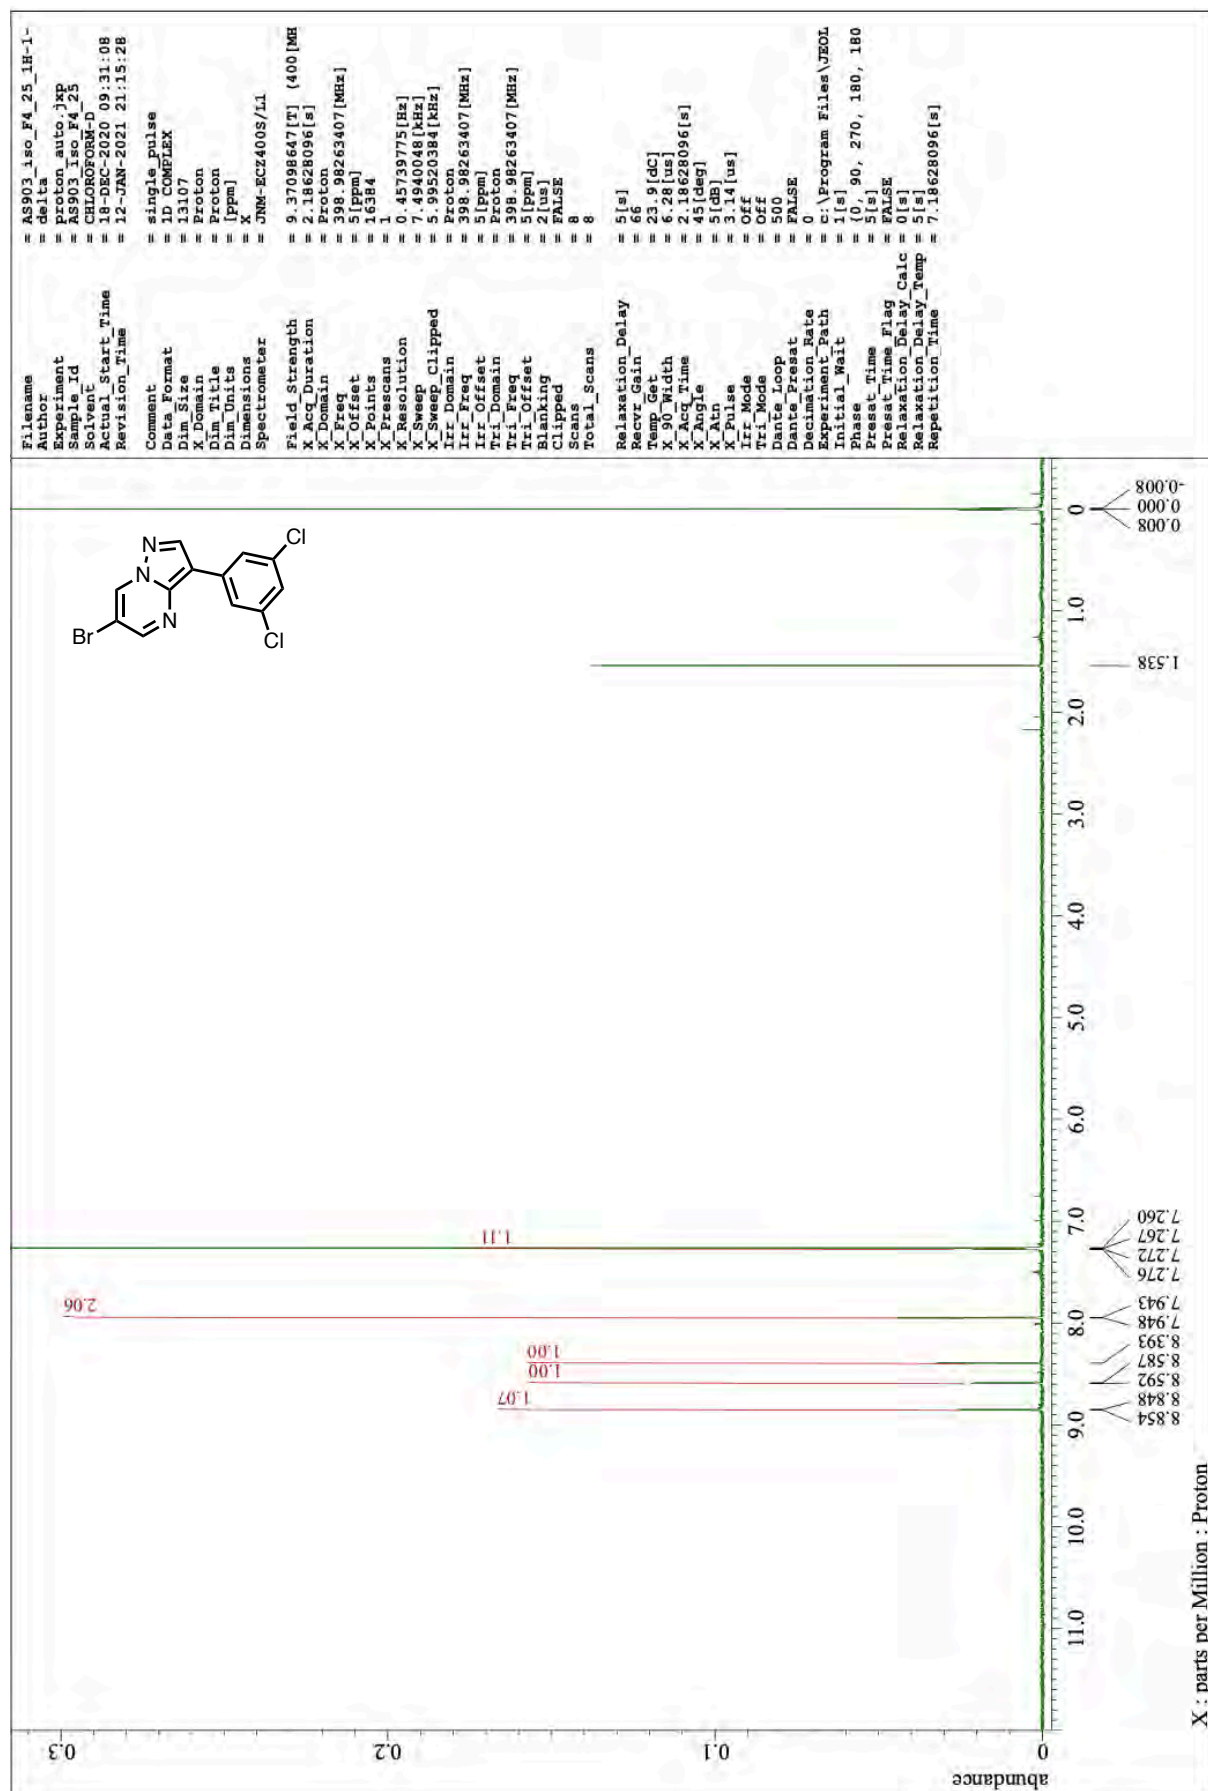 Filename = AS903_iso_F4_25_1H-1-
Author = delta
Experiment = proton_auto.jxp
Sample_Id = AS903_iso_F4_25
Solvent = CHLOROFORM-D
Actual_Start_Time = 18-DEC-2020 09:31:08
Revision_Time = 12-JAN-2021 21:15:28
Comment = single_pulse
Data_Format = 1D COMPLEX
Dim_Size = 13107
X_Domain = Proton
Dim_Title = Proton
Dim_Units = [ppm]
Dimensions = X
Spectrometer = JNM-ECZ400S/L1
Field_Strength = 9.37098647[T] (400[MH
X_Acq_Duration = 2.18628096[s]
X_Domain = Proton
X_Freq = 398.98263407[MHz]
X_Offset = 5[ppm]
X_Points = 16384
X_Prescans = 1
X_Resolution = 0.45739775[Hz]
X_Sweep = 7.4940048[kHz]
X_Sweep_Clipped = 5.99520384[kHz]
Irr_Domain = Proton
Irr_Freq = 398.98263407[MHz]
Irr_Offset = 5[ppm]
Tri_Domain = Proton
Tri_Freq = 398.98263407[MHz]
Tri_Offset = 5[ppm]
Blanking = 2[us]
Clipped = FALSE
Scans = 8
Total_Scans = 8
Relaxation_Delay = 5[s]
Recvr_Gain = 66
Temp_Get = 23.9[dC]
X_90_Width = 6.28[us]
X_Acq_Time = 2.18628096[s]
X_Angle = 45[deg]
X_Atn = 5[dB]
X_Pulse = 3.14[us]
Irr_Mode = Off
Tri_Mode = Off
Dante_Loop = 500
Dante_Presat = FALSE
Decimation_Rate = 0
Experiment_Path = c:\Program Files\JEOL
Initial_Wait = 1[s]
Phase = {0, 90, 270, 180, 180
Presat_Time = 5[s]
Presat_Time_Flag = FALSE
Relaxation_Delay_Calc = 0[s]
Relaxation_Delay_Temp = 5[s]
Repetition_Time = 7.18628096[s]
N
N
N
Br
Cl
Cl
abundance
0 0.1 0.2 0.3
1.07
1.00
1.00
2.06
1.11
11.0 10.0 9.0 8.0 7.0 6.0 5.0 4.0 3.0 2.0 1.0 0
8.854
8.848
8.592
8.587
8.393
7.948
7.943
7.276
7.272
7.267
7.260
1.538
0.008
0.000
-0.008
X : parts per Million : Proton